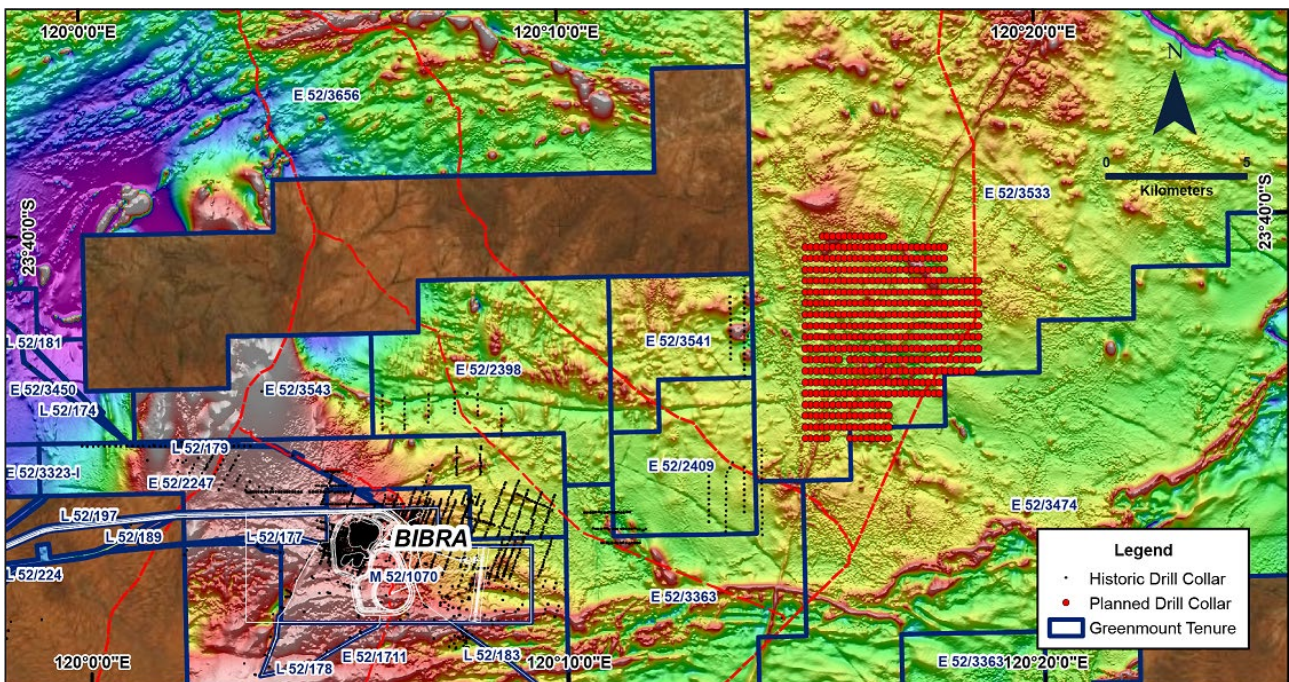 120°0'0"E
120°10'0"E
120°20'0"E
N
E 52/3656
0
5
Kilometers
E 52/3533
23°40'0"S
23°40'0"S
L 52/181
E 52/3541
E 52/2398
E 52/3450
E 52/3543
L 52/174
L 52/179
E 52/2409
E 52/3323-I
E 52/2247
E 52/3474
L 52/197
L 52/189
L 52/177
BIBRA
L 52/224
M 52/1070
E 52/3363
Legend
Historic Drill Collar
Planned Drill Collar
Greenmount Tenure
L 52/178
E 52/1711
L 52/183
E 52/3363
120°0'0"E
120°10'0"E
120°20'0"E